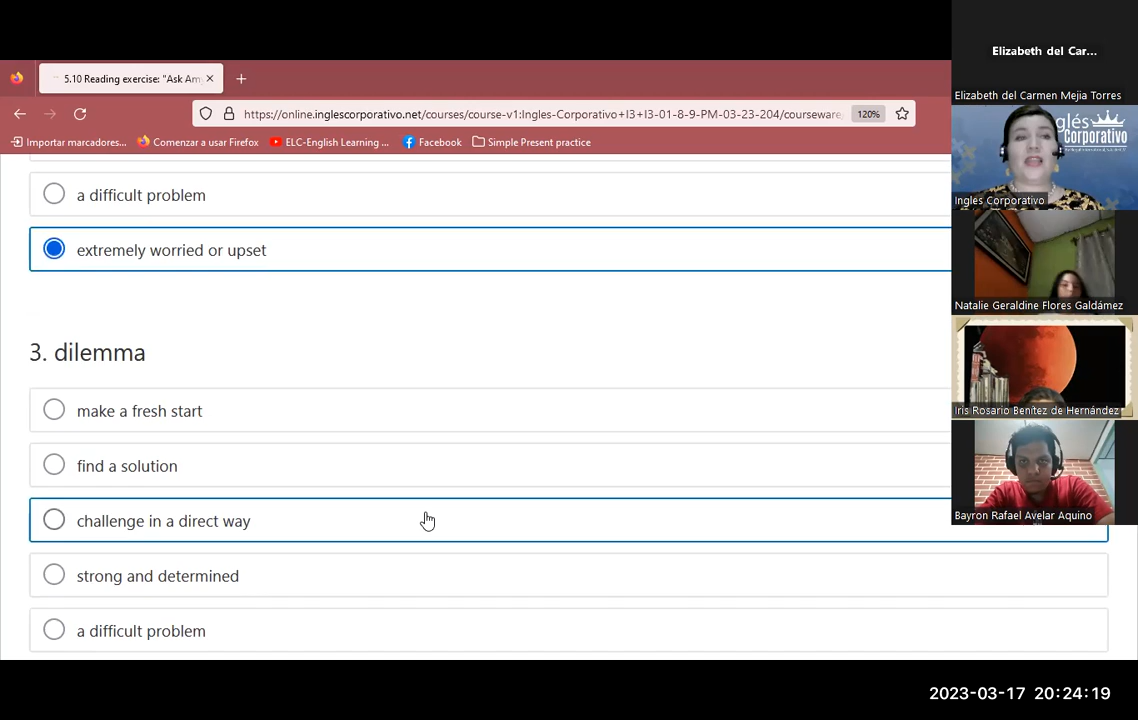 Elizabeth del Car...
5.10 Reading exercise: "Ask Am
Elizabeth del Carmen Mejia Torres
https://online.inglescorporativo.net/courses/course-v1:Ingles-Corporativo+I3+I3-01-8-9-PM-03-23-204/courseware,
120%
glés
Corporativo
Importar marcadores...
Comenzar a usar Firefox
ELC-English Learning ...
Facebook
Simple Present practice
a difficult problem
Ingles Corporativo
extremely worried or upset
Natalie Geraldine Flores Galdámez
3. dilemma
make a fresh start
Iris Rosario Benítez de Hernández
find a solution
challenge in a direct way
Bayron Rafael Avelar Aquino
strong and determined
a difficult problem
2023-03-17 20:24:19